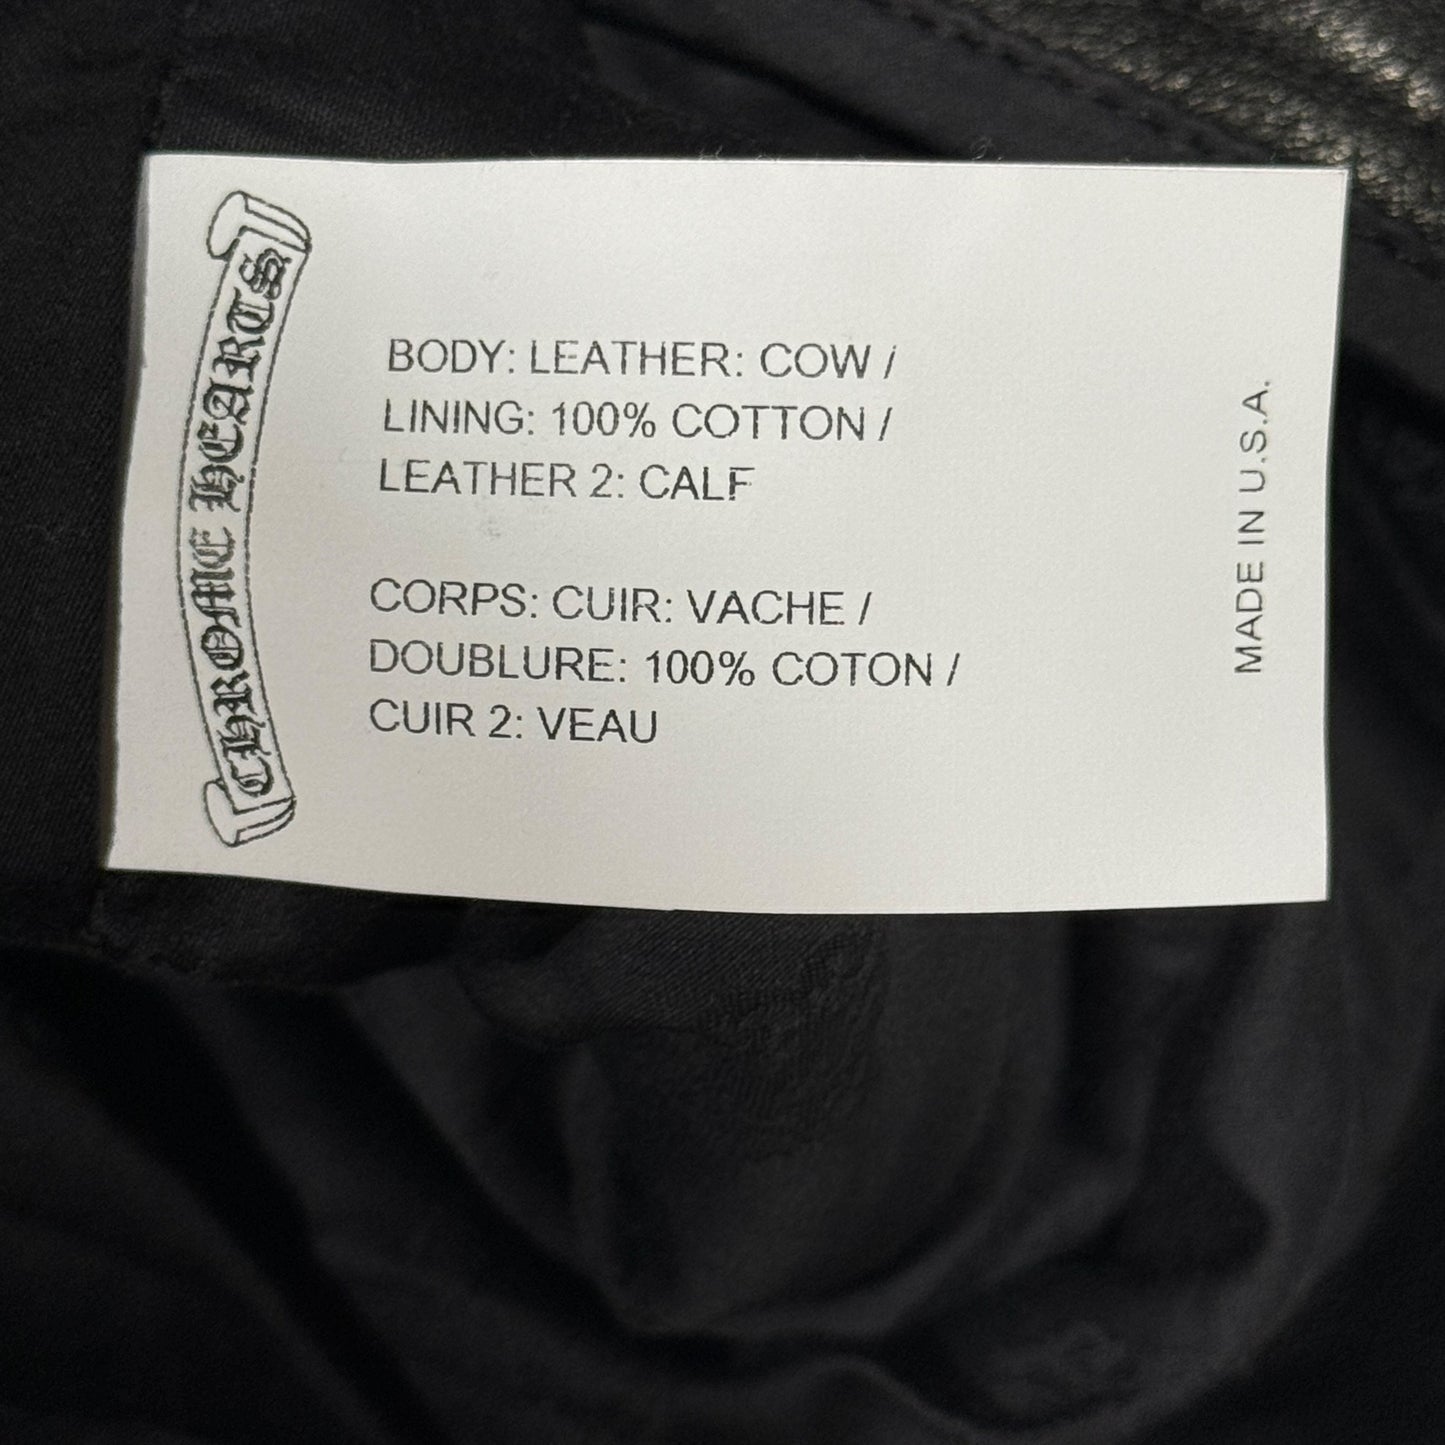 CHROME HEARTS
BODY: LEATHER: COW /
LINING: 100% COTTON /
LEATHER 2: CALF
CORPS: CUIR: VACHE /
DOUBLURE: 100% COTON /
CUIR 2: VEAU
MADE IN U.S.A.